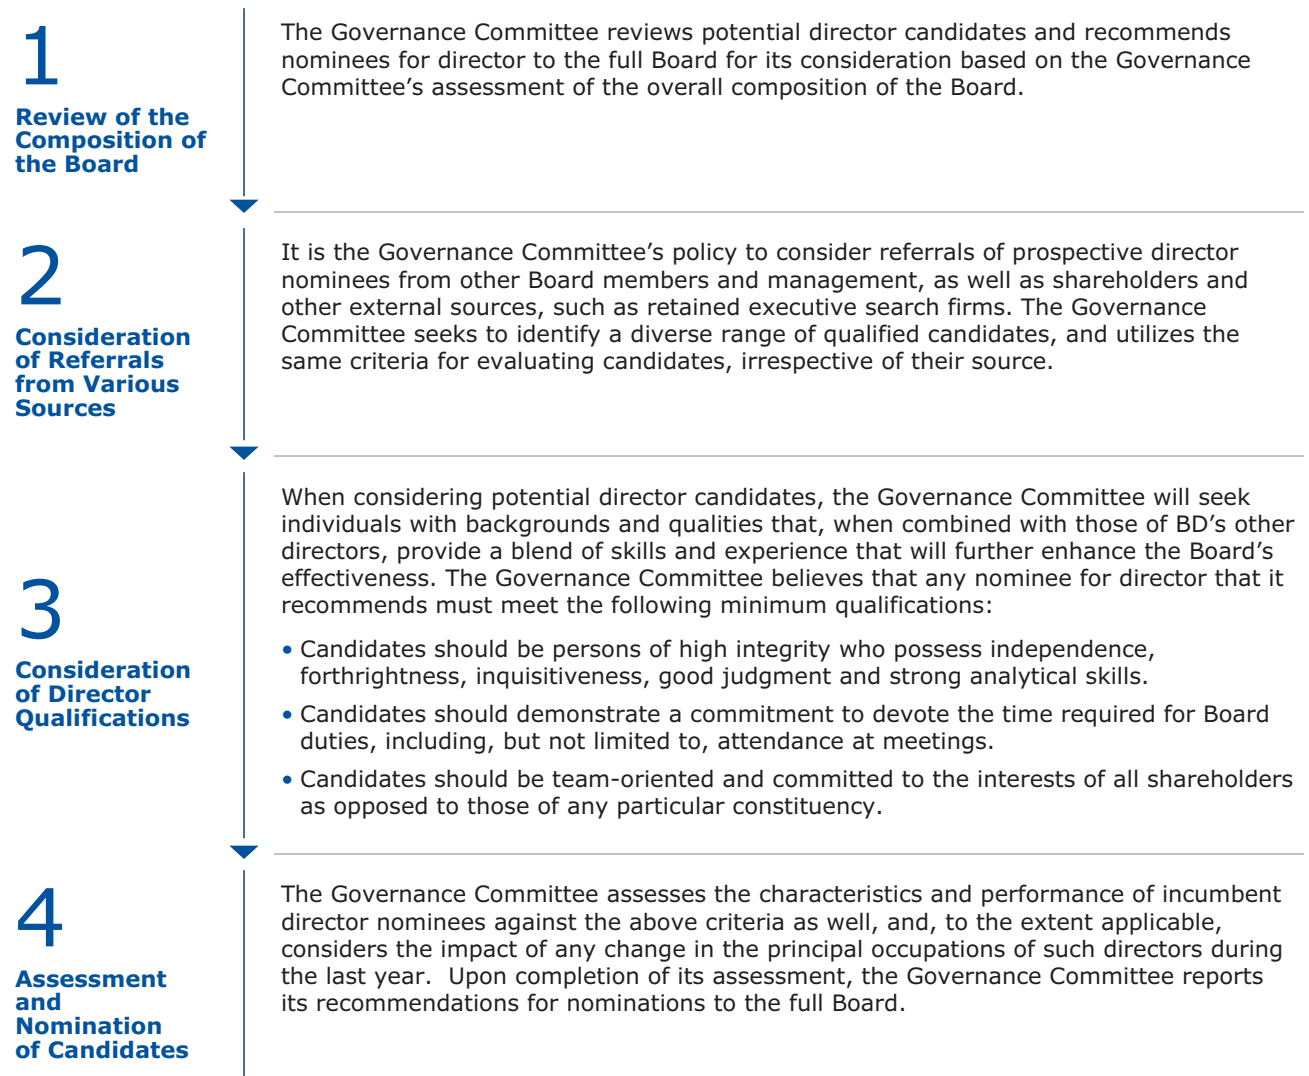 1
Review of the
Composition of
the Board
The Governance Committee reviews potential director candidates and recommends
nominees for director to the full Board for its consideration based on the Governance
Committee’s assessment of the overall composition of the Board.
2
Consideration
of Referrals
from Various
Sources
It is the Governance Committee’s policy to consider referrals of prospective director
nominees from other Board members and management, as well as shareholders and
other external sources, such as retained executive search firms. The Governance
Committee seeks to identify a diverse range of qualified candidates, and utilizes the
same criteria for evaluating candidates, irrespective of their source.
3
Consideration
of Director
Qualifications
When considering potential director candidates, the Governance Committee will seek
individuals with backgrounds and qualities that, when combined with those of BD’s other
directors, provide a blend of skills and experience that will further enhance the Board’s
effectiveness. The Governance Committee believes that any nominee for director that it
recommends must meet the following minimum qualifications:
• Candidates should be persons of high integrity who possess independence,
forthrightness, inquisitiveness, good judgment and strong analytical skills.
• Candidates should demonstrate a commitment to devote the time required for Board
duties, including, but not limited to, attendance at meetings.
• Candidates should be team-oriented and committed to the interests of all shareholders
as opposed to those of any particular constituency.
4
Assessment
and
Nomination
of Candidates
The Governance Committee assesses the characteristics and performance of incumbent
director nominees against the above criteria as well, and, to the extent applicable,
considers the impact of any change in the principal occupations of such directors during
the last year.  Upon completion of its assessment, the Governance Committee reports
its recommendations for nominations to the full Board.